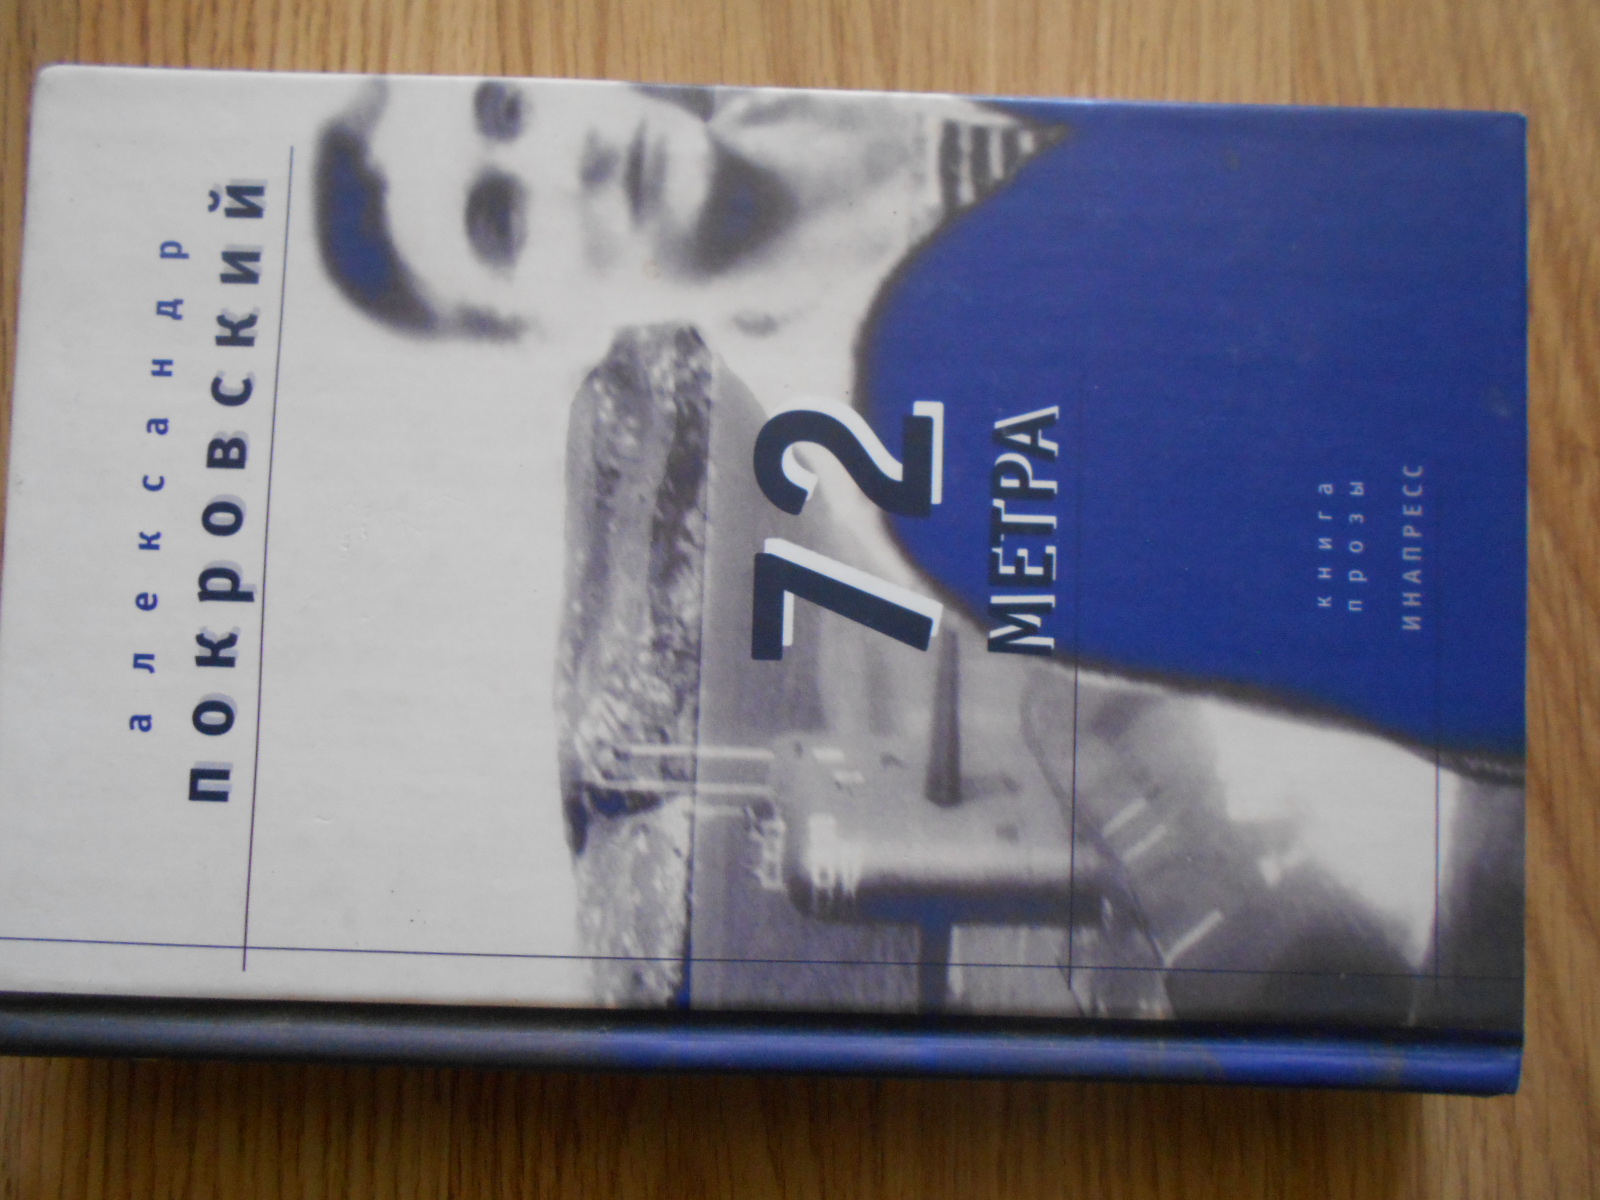 александр
покровский
72
МЕТРА
книга
прозы
ИНАПРЕСС